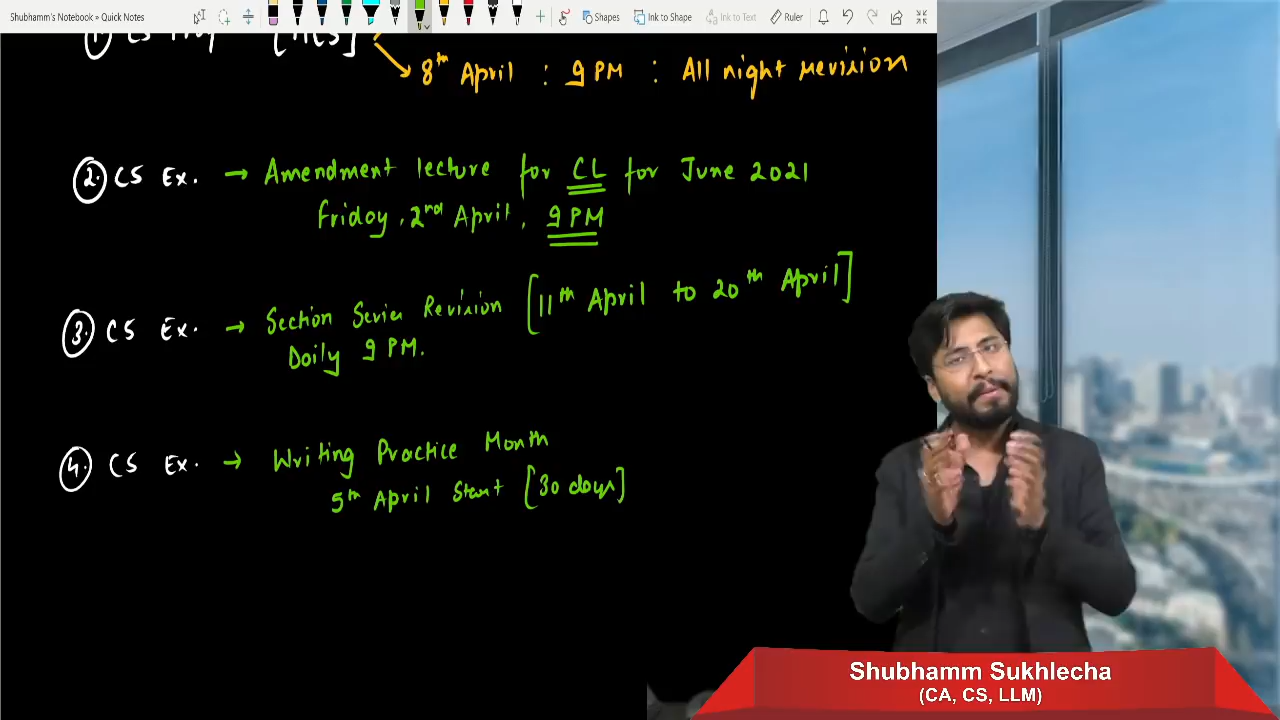 Shubhamm's Notebook » Quick Notes
Shapes
Ink to Shape
Ink to Text
Ruler
8th April : 9 PM : All night revision
2. CS Ex. → Amendment lecture for CL for June 2021
Friday, 2nd April, 9 PM
3. CS Ex. → Section Series Revision [11th April to 20th April]
Daily 9 PM.
4. CS Ex. → Writing Practice Month
5th April Start [30 days]
Shubhamm Sukhlecha
(CA, CS, LLM)